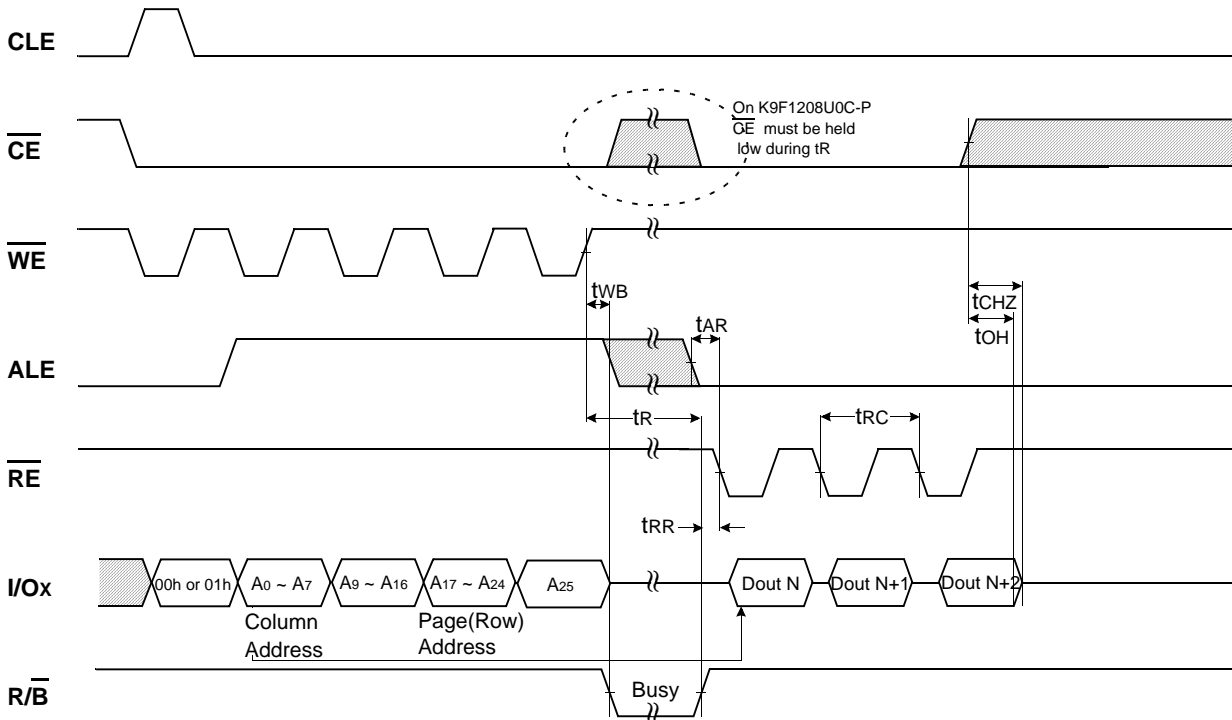 CLE
On K9F1208U0C-P
CE must be held
low during tR
CE
WE
tWB
tCHZ
tAR
tOH
ALE
tR
tRC
RE
tRR
I/Ox
00h or 01h
A0 ~ A7
A9 ~ A16
A17 ~ A24
A25
Dout N
Dout N+1
Dout N+2
Column
Address
Page(Row)
Address
R/B
Busy